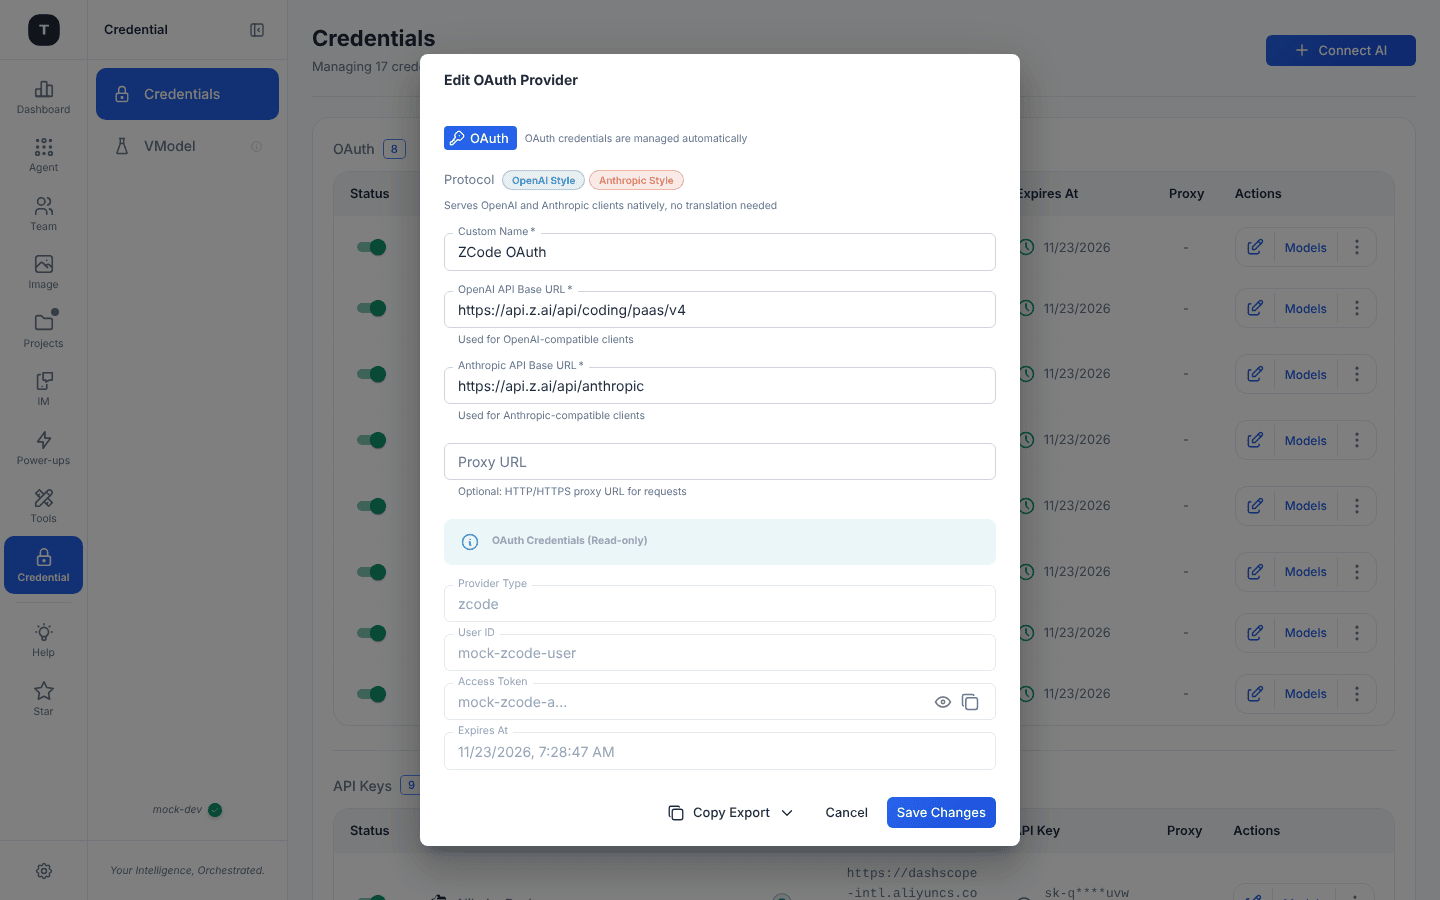 T
Credential
Credentials
Managing 17 cred
Connect AI
Dashboard
Agent
Team
Image
Projects
IM
Power-ups
Tools
Credential
Help
Star
Credentials
VModel
mock-dev
Your Intelligence, Orchestrated.
OAuth 8
Status
Expires At Proxy Actions
11/23/2026 - Models
11/23/2026 - Models
11/23/2026 - Models
11/23/2026 - Models
11/23/2026 - Models
11/23/2026 - Models
11/23/2026 - Models
11/23/2026 - Models
API Keys 9
Status
API Key Proxy Actions
https://dashscope
-intl.aliyuncs.co
sk-q****uvw
Models
Edit OAuth Provider
OAuth OAuth credentials are managed automatically
Protocol OpenAI Style Anthropic Style
Serves OpenAI and Anthropic clients natively, no translation needed
Custom Name *
ZCode OAuth
OpenAI API Base URL *
https://api.z.ai/api/coding/paas/v4
Used for OpenAI-compatible clients
Anthropic API Base URL *
https://api.z.ai/api/anthropic
Used for Anthropic-compatible clients
Proxy URL
Optional: HTTP/HTTPS proxy URL for requests
OAuth Credentials (Read-only)
Provider Type
zcode
User ID
mock-zcode-user
Access Token
mock-zcode-a...
Expires At
11/23/2026, 7:28:47 AM
Copy Export
Cancel
Save Changes